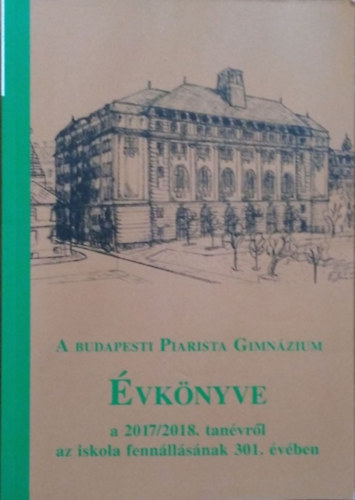 A BUDAPESTI PIARISTA GIMNÁZIUM
ÉVKÖNYVE
a 2017/2018. tanévről
az iskola fennállásának 301. évében